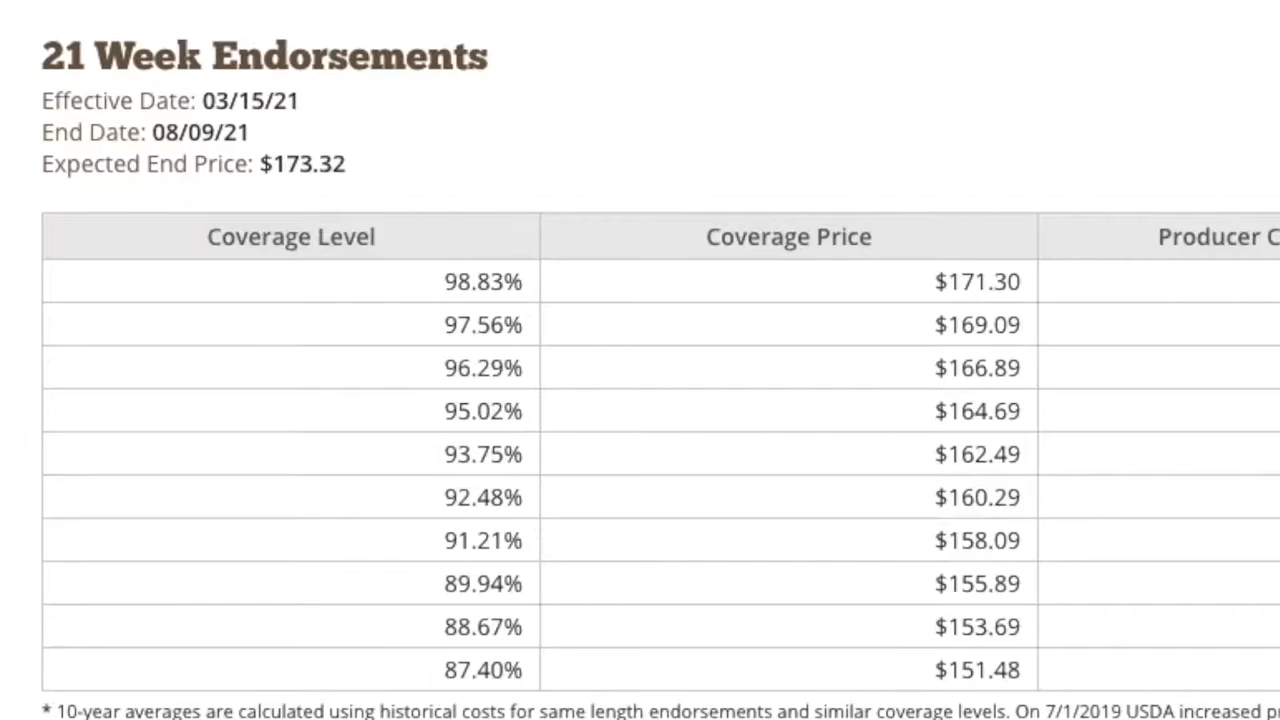 21 Week Endorsements
Effective Date: 03/15/21
End Date: 08/09/21
Expected End Price: $173.32
Coverage Level Coverage Price Producer
98.83% $171.30
97.56% $169.09
96.29% $166.89
95.02% $164.69
93.75% $162.49
92.48% $160.29
91.21% $158.09
89.94% $155.89
88.67% $153.69
87.40% $151.48
* 10-year averages are calculated using historical costs for same length endorsements and similar coverage levels. On 7/1/2019 USDA increased